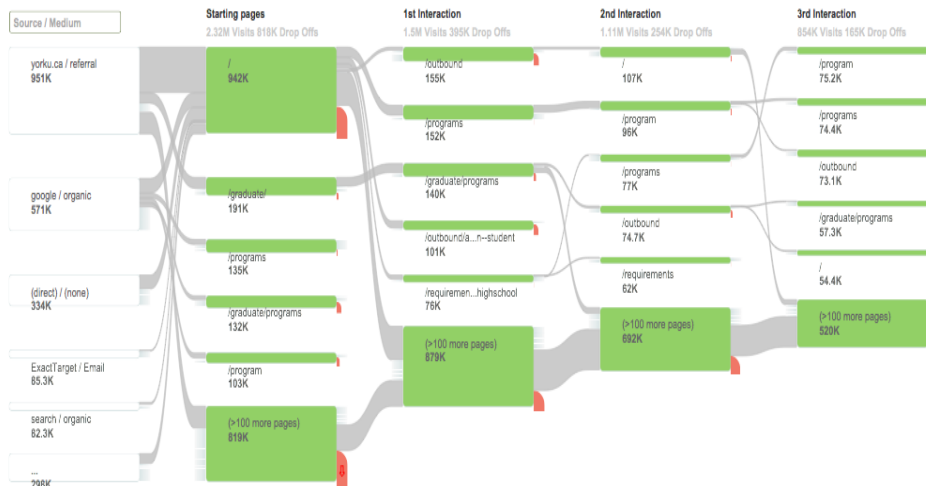 Source / Medium
yorku.ca / referral
951K
google / organic
571K
(direct) / (none)
334K
ExactTarget / Email
85.3K
search / organic
82.3K
...
298K
Starting pages
2.32M Visits 818K Drop Offs
/
942K
/graduate/
191K
/programs
135K
/graduate/programs
132K
/program
103K
(>100 more pages)
819K
1st Interaction
1.5M Visits 395K Drop Offs
/outbound
155K
/programs
152K
/graduate/programs
140K
/outbound/a...n--student
101K
/requiremen...highschool
76K
(>100 more pages)
879K
2nd Interaction
1.11M Visits 254K Drop Offs
/
107K
/program
96K
/programs
77K
/outbound
74.7K
/requirements
62K
(>100 more pages)
692K
3rd Interaction
854K Visits 165K Drop Offs
/program
75.2K
/programs
74.4K
/outbound
73.1K
/graduate/programs
57.3K
/
54.4K
(>100 more pages)
520K